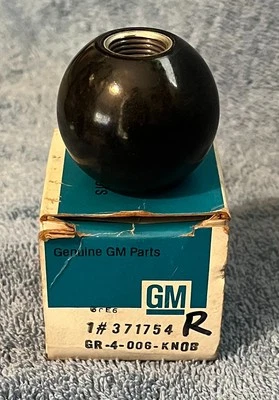 Genuine GM Parts
GM
1# 371754 R
GR-4-006-KNOB